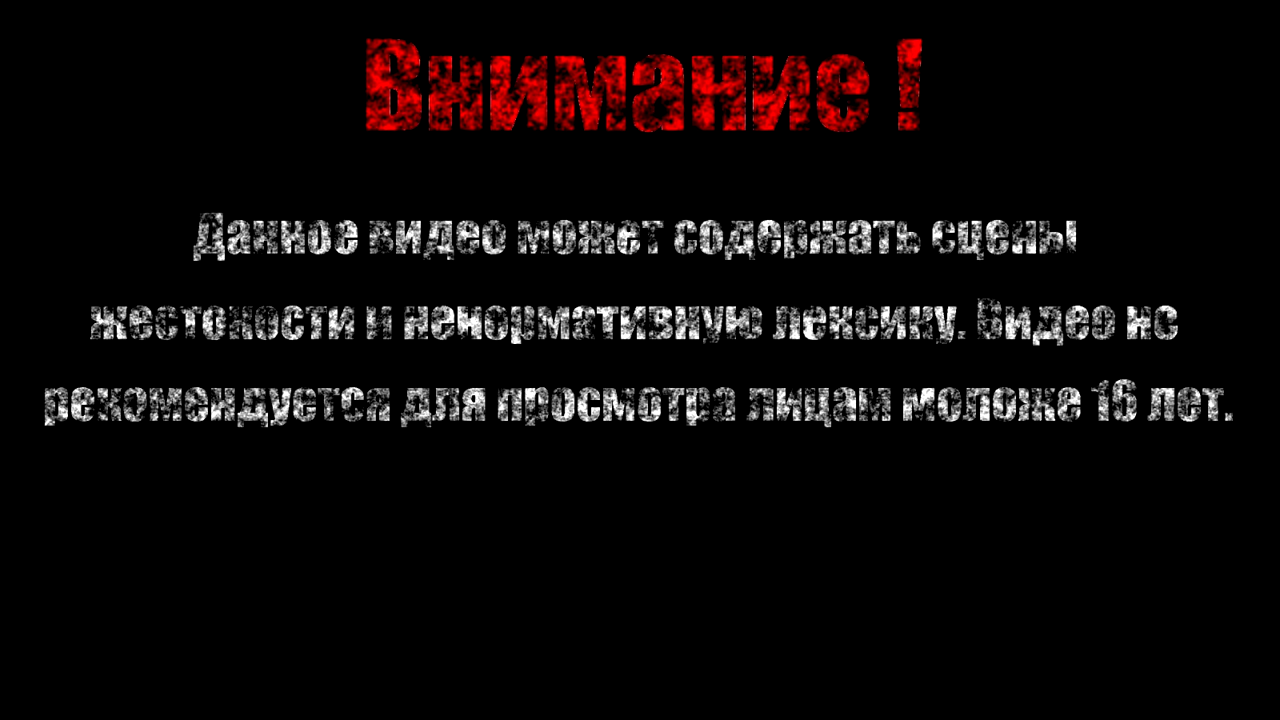 Внимание !
Данное видео может содержать сцены
жестокости и ненормативную лексику. Видео не
рекомендуется для просмотра лицам моложе 16 лет.